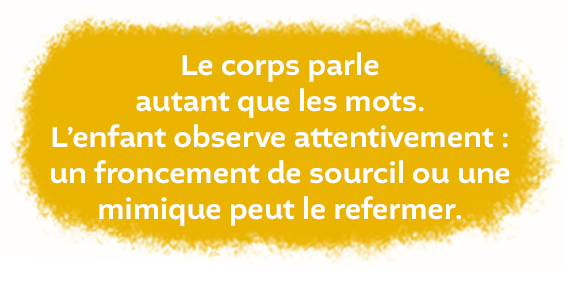 Le corps parle
autant que les mots.
L’enfant observe attentivement :
un froncement de sourcil ou une
mimique peut le refermer.